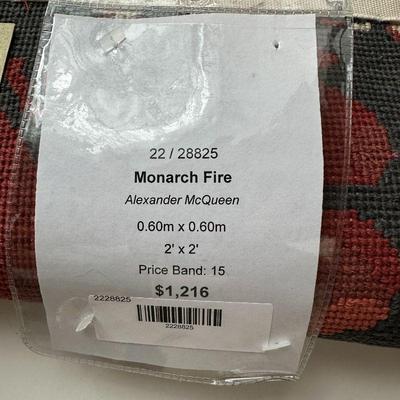 22 / 28825
Monarch Fire
Alexander McQueen
0.60m x 0.60m
2' x 2'
Price Band: 15
$1,216
2228825
2228825